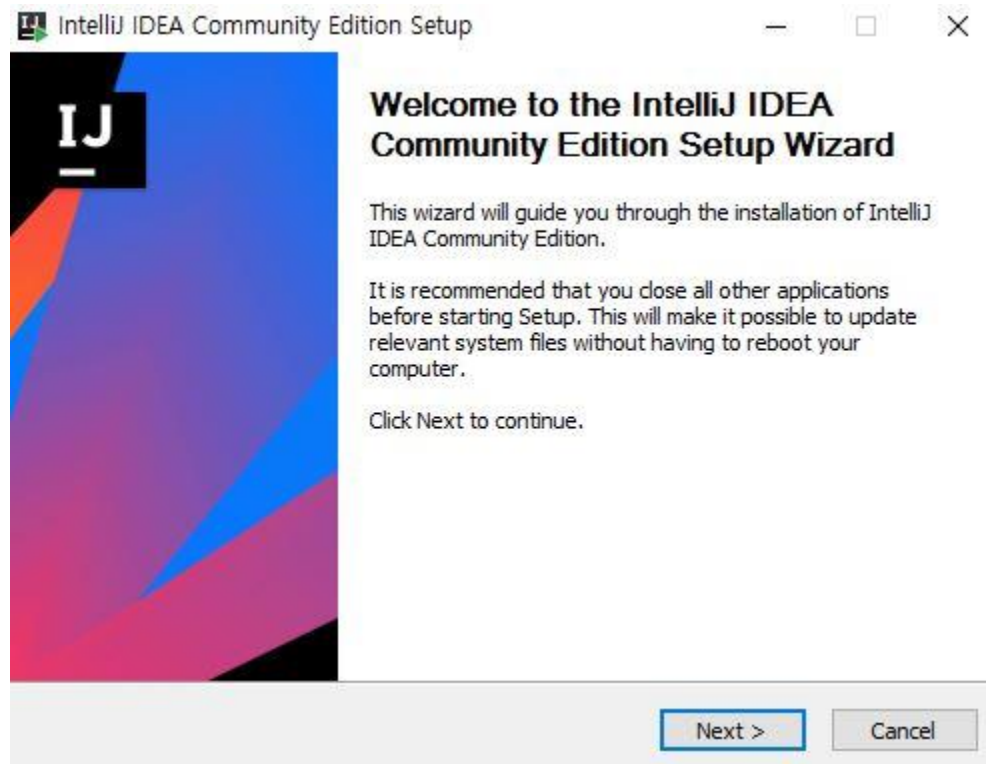 IntelliJ IDEA Community Edition Setup
IJ
Welcome to the IntelliJ IDEA
Community Edition Setup Wizard
This wizard will guide you through the installation of IntelliJ
IDEA Community Edition.
It is recommended that you close all other applications
before starting Setup. This will make it possible to update
relevant system files without having to reboot your
computer.
Click Next to continue.
Next >
Cancel